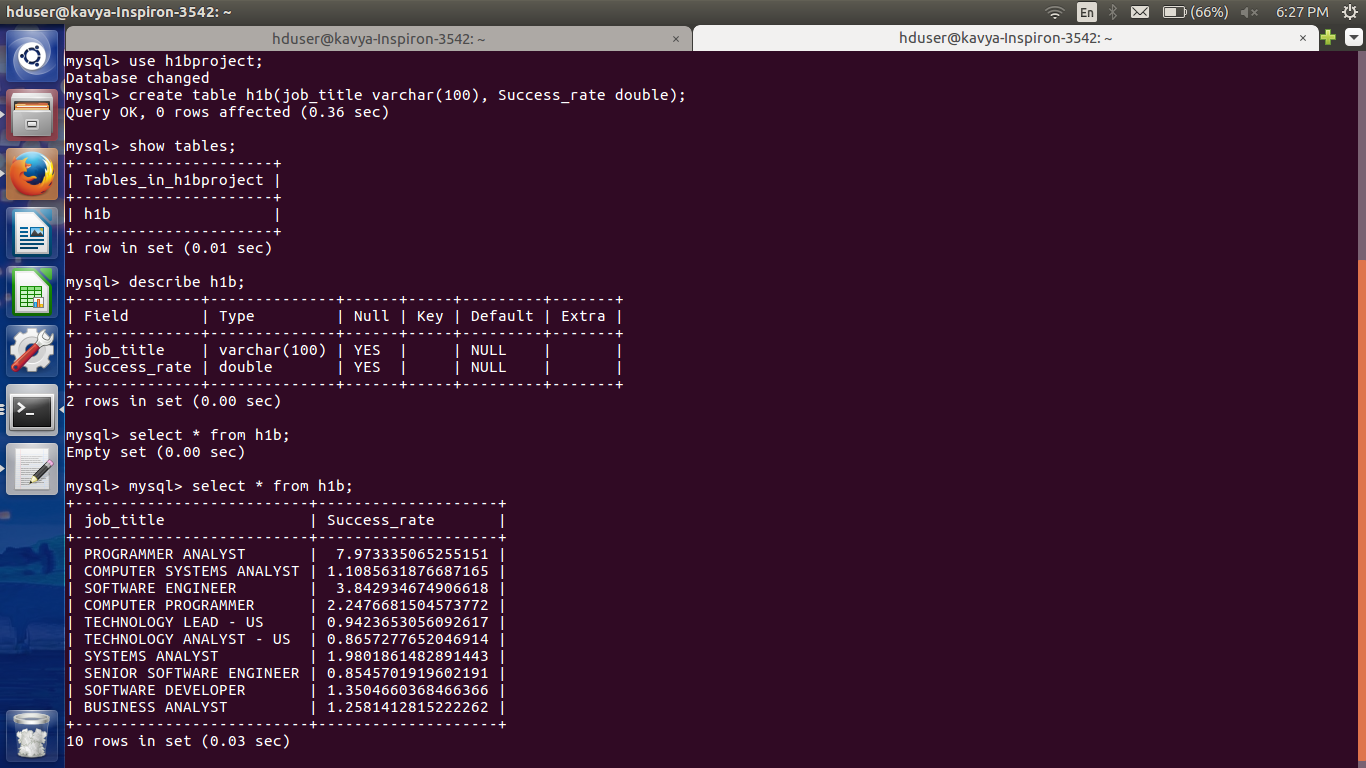 hduser@kavya-Inspiron-3542: ~
En
(66%)
6:27 PM
hduser@kavya-Inspiron-3542: ~ ×
hduser@kavya-Inspiron-3542: ~ ×
mysql> use h1bproject;
Database changed
mysql> create table h1b(job_title varchar(100), Success_rate double);
Query OK, 0 rows affected (0.36 sec)
mysql> show tables;
+----------------------+
| Tables_in_h1bproject |
+----------------------+
| h1b                  |
+----------------------+
1 row in set (0.01 sec)
mysql> describe h1b;
+--------------+--------------+------+-----+---------+-------+
| Field        | Type         | Null | Key | Default | Extra |
+--------------+--------------+------+-----+---------+-------+
| job_title    | varchar(100) | YES  |     | NULL    |       |
| Success_rate | double       | YES  |     | NULL    |       |
+--------------+--------------+------+-----+---------+-------+
2 rows in set (0.00 sec)
mysql> select * from h1b;
Empty set (0.00 sec)
mysql> mysql> select * from h1b;
+--------------------------+--------------------+
| job_title                | Success_rate       |
+--------------------------+--------------------+
| PROGRAMMER ANALYST       |  7.973335065255151 |
| COMPUTER SYSTEMS ANALYST | 1.1085631876687165 |
| SOFTWARE ENGINEER        |  3.842934674906618 |
| COMPUTER PROGRAMMER      | 2.2476681504573772 |
| TECHNOLOGY LEAD - US     | 0.9423653056092617 |
| TECHNOLOGY ANALYST - US  | 0.8657277652046914 |
| SYSTEMS ANALYST          | 1.9801861482891443 |
| SENIOR SOFTWARE ENGINEER | 0.8545701919602191 |
| SOFTWARE DEVELOPER       | 1.3504660368466366 |
| BUSINESS ANALYST         | 1.2581412815222262 |
+--------------------------+--------------------+
10 rows in set (0.03 sec)